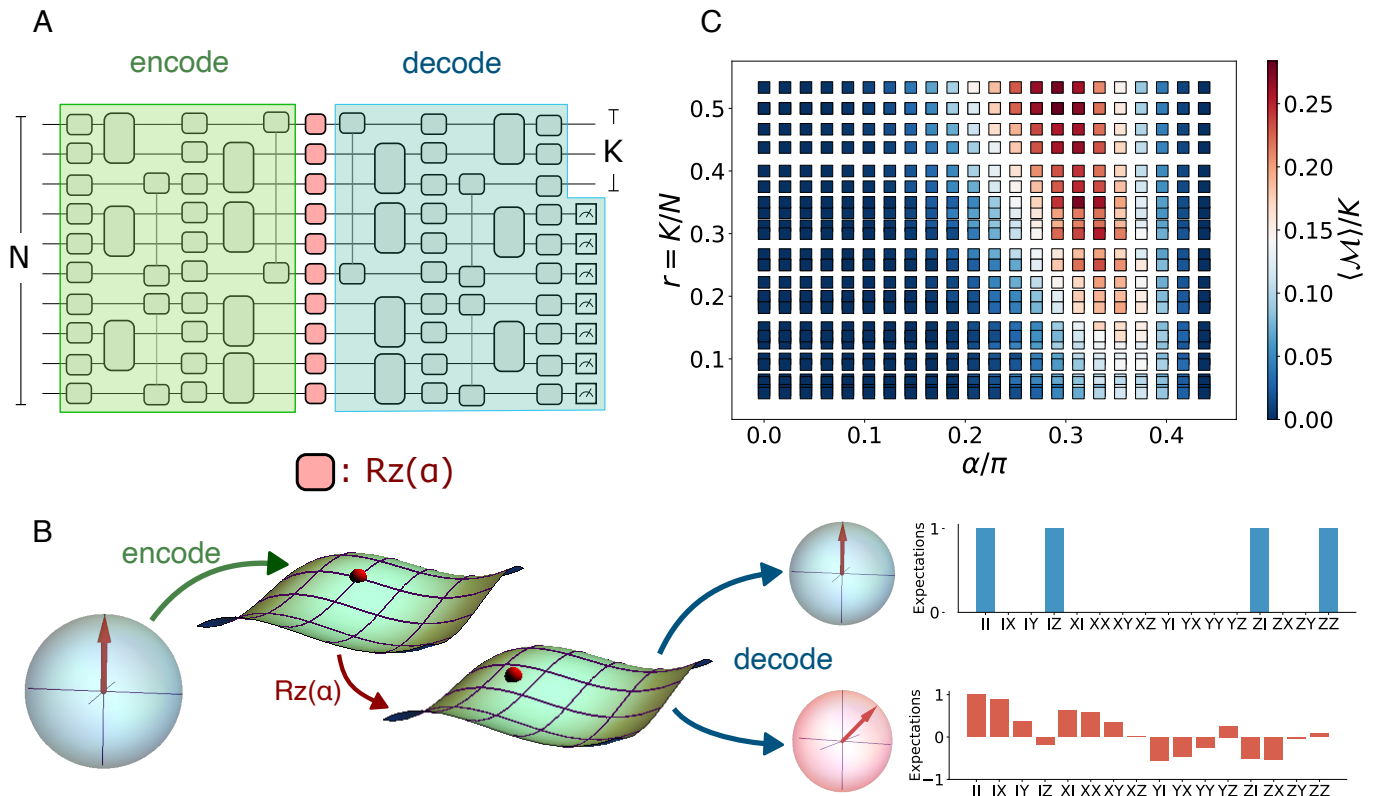 A
encode
decode
N
K
: Rz(α)
C
r = K/N
0.5
0.4
0.3
0.2
0.1
0.0 0.1 0.2 0.3 0.4
α/π
0.25
0.20
0.15
0.10
0.05
0.00
⟨ℳ⟩/K
B
encode
Rz(α)
decode
Expectations
1
0
II IX IY IZ XI XX XY XZ YI YX YY YZ ZI ZX ZY ZZ
Expectations
1
0
−1
II IX IY IZ XI XX XY XZ YI YX YY YZ ZI ZX ZY ZZ